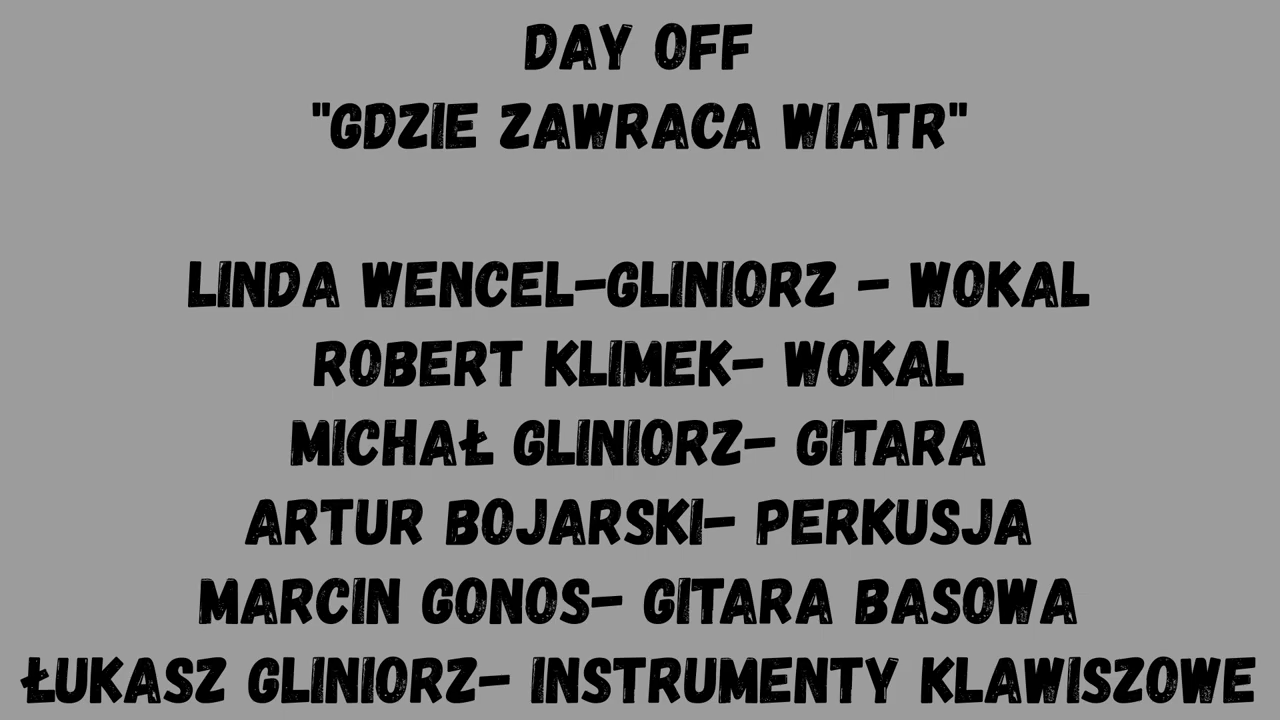 DAY OFF
"GDZIE ZAWRACA WIATR"
LINDA WENCEL-GLINIORZ - WOKAL
ROBERT KLIMEK- WOKAL
MICHAŁ GLINIORZ- GITARA
ARTUR BOJARSKI- PERKUSJA
MARCIN GONOS- GITARA BASOWA
ŁUKASZ GLINIORZ- INSTRUMENTY KLAWISZOWE